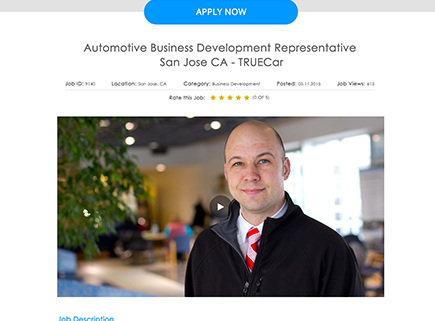 APPLY NOW
Automotive Business Development Representative
San Jose CA - TRUECar
Job ID: 9140 Location: San Jose, CA Category: Business Development Posted: 05.11.2015 Job Views: 613
Rate this Job: (0 OF 5)
Job Description